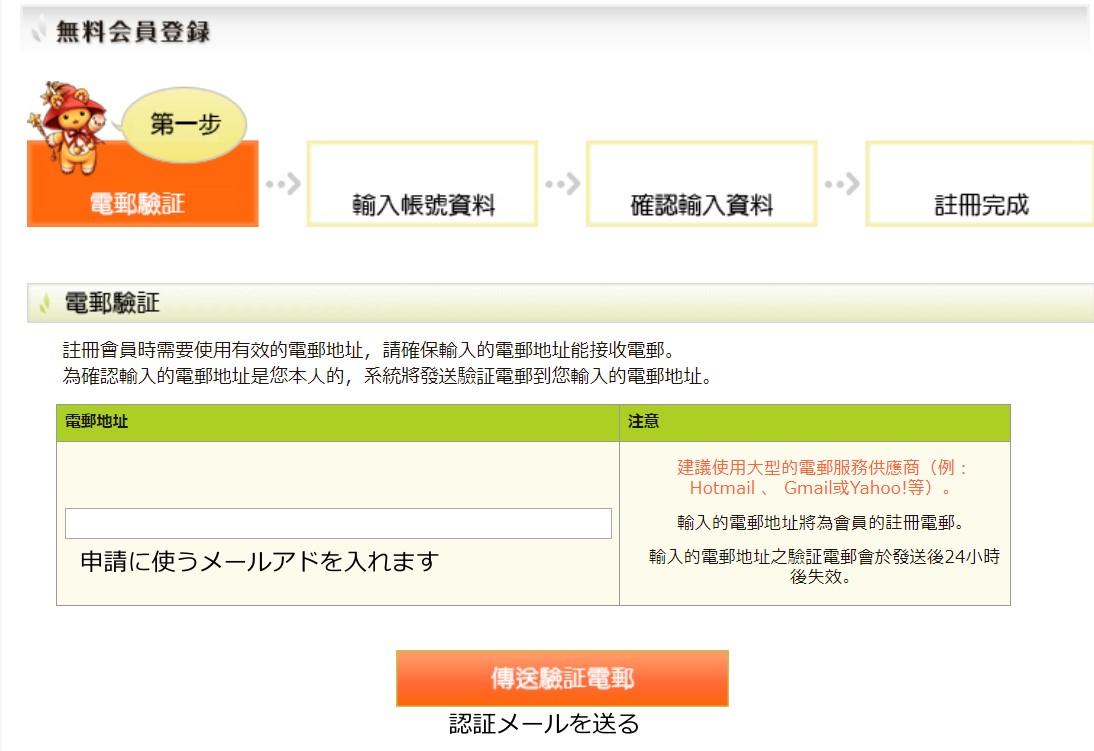 無料会員登録
第一步
電郵驗証
輸入帳號資料
確認輸入資料
註冊完成
電郵驗証
註冊會員時需要使用有效的電郵地址，請確保輸入的電郵地址能接收電郵。
為確認輸入的電郵地址是您本人的，系統將發送驗証電郵到您輸入的電郵地址。
電郵地址
注意
建議使用大型的電郵服務供應商（例：
Hotmail 、 Gmail或Yahoo!等）。
輸入的電郵地址將為會員的註冊電郵。
輸入的電郵地址之驗証電郵會於發送後24小時
後失效。
申請に使うメールアドを入れます
傳送驗証電郵
認証メールを送る